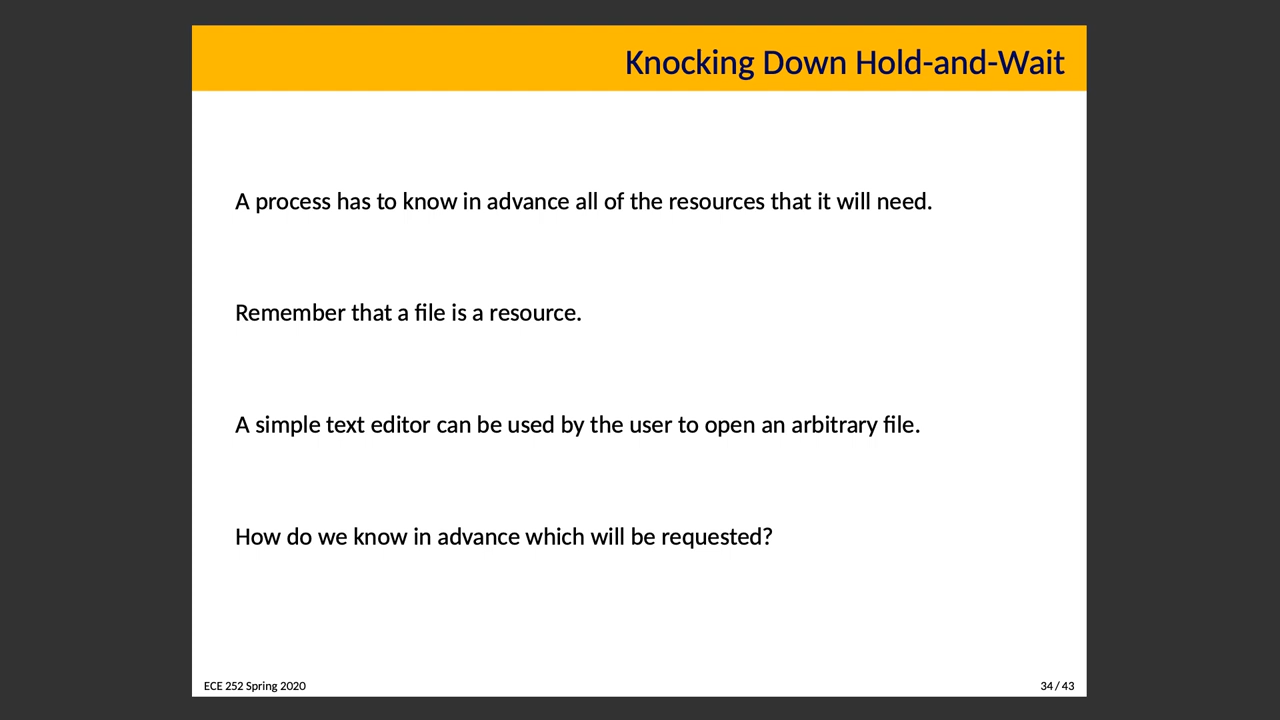 Knocking Down Hold-and-Wait
A process has to know in advance all of the resources that it will need.
Remember that a file is a resource.
A simple text editor can be used by the user to open an arbitrary file.
How do we know in advance which will be requested?
ECE 252 Spring 2020
34 / 43